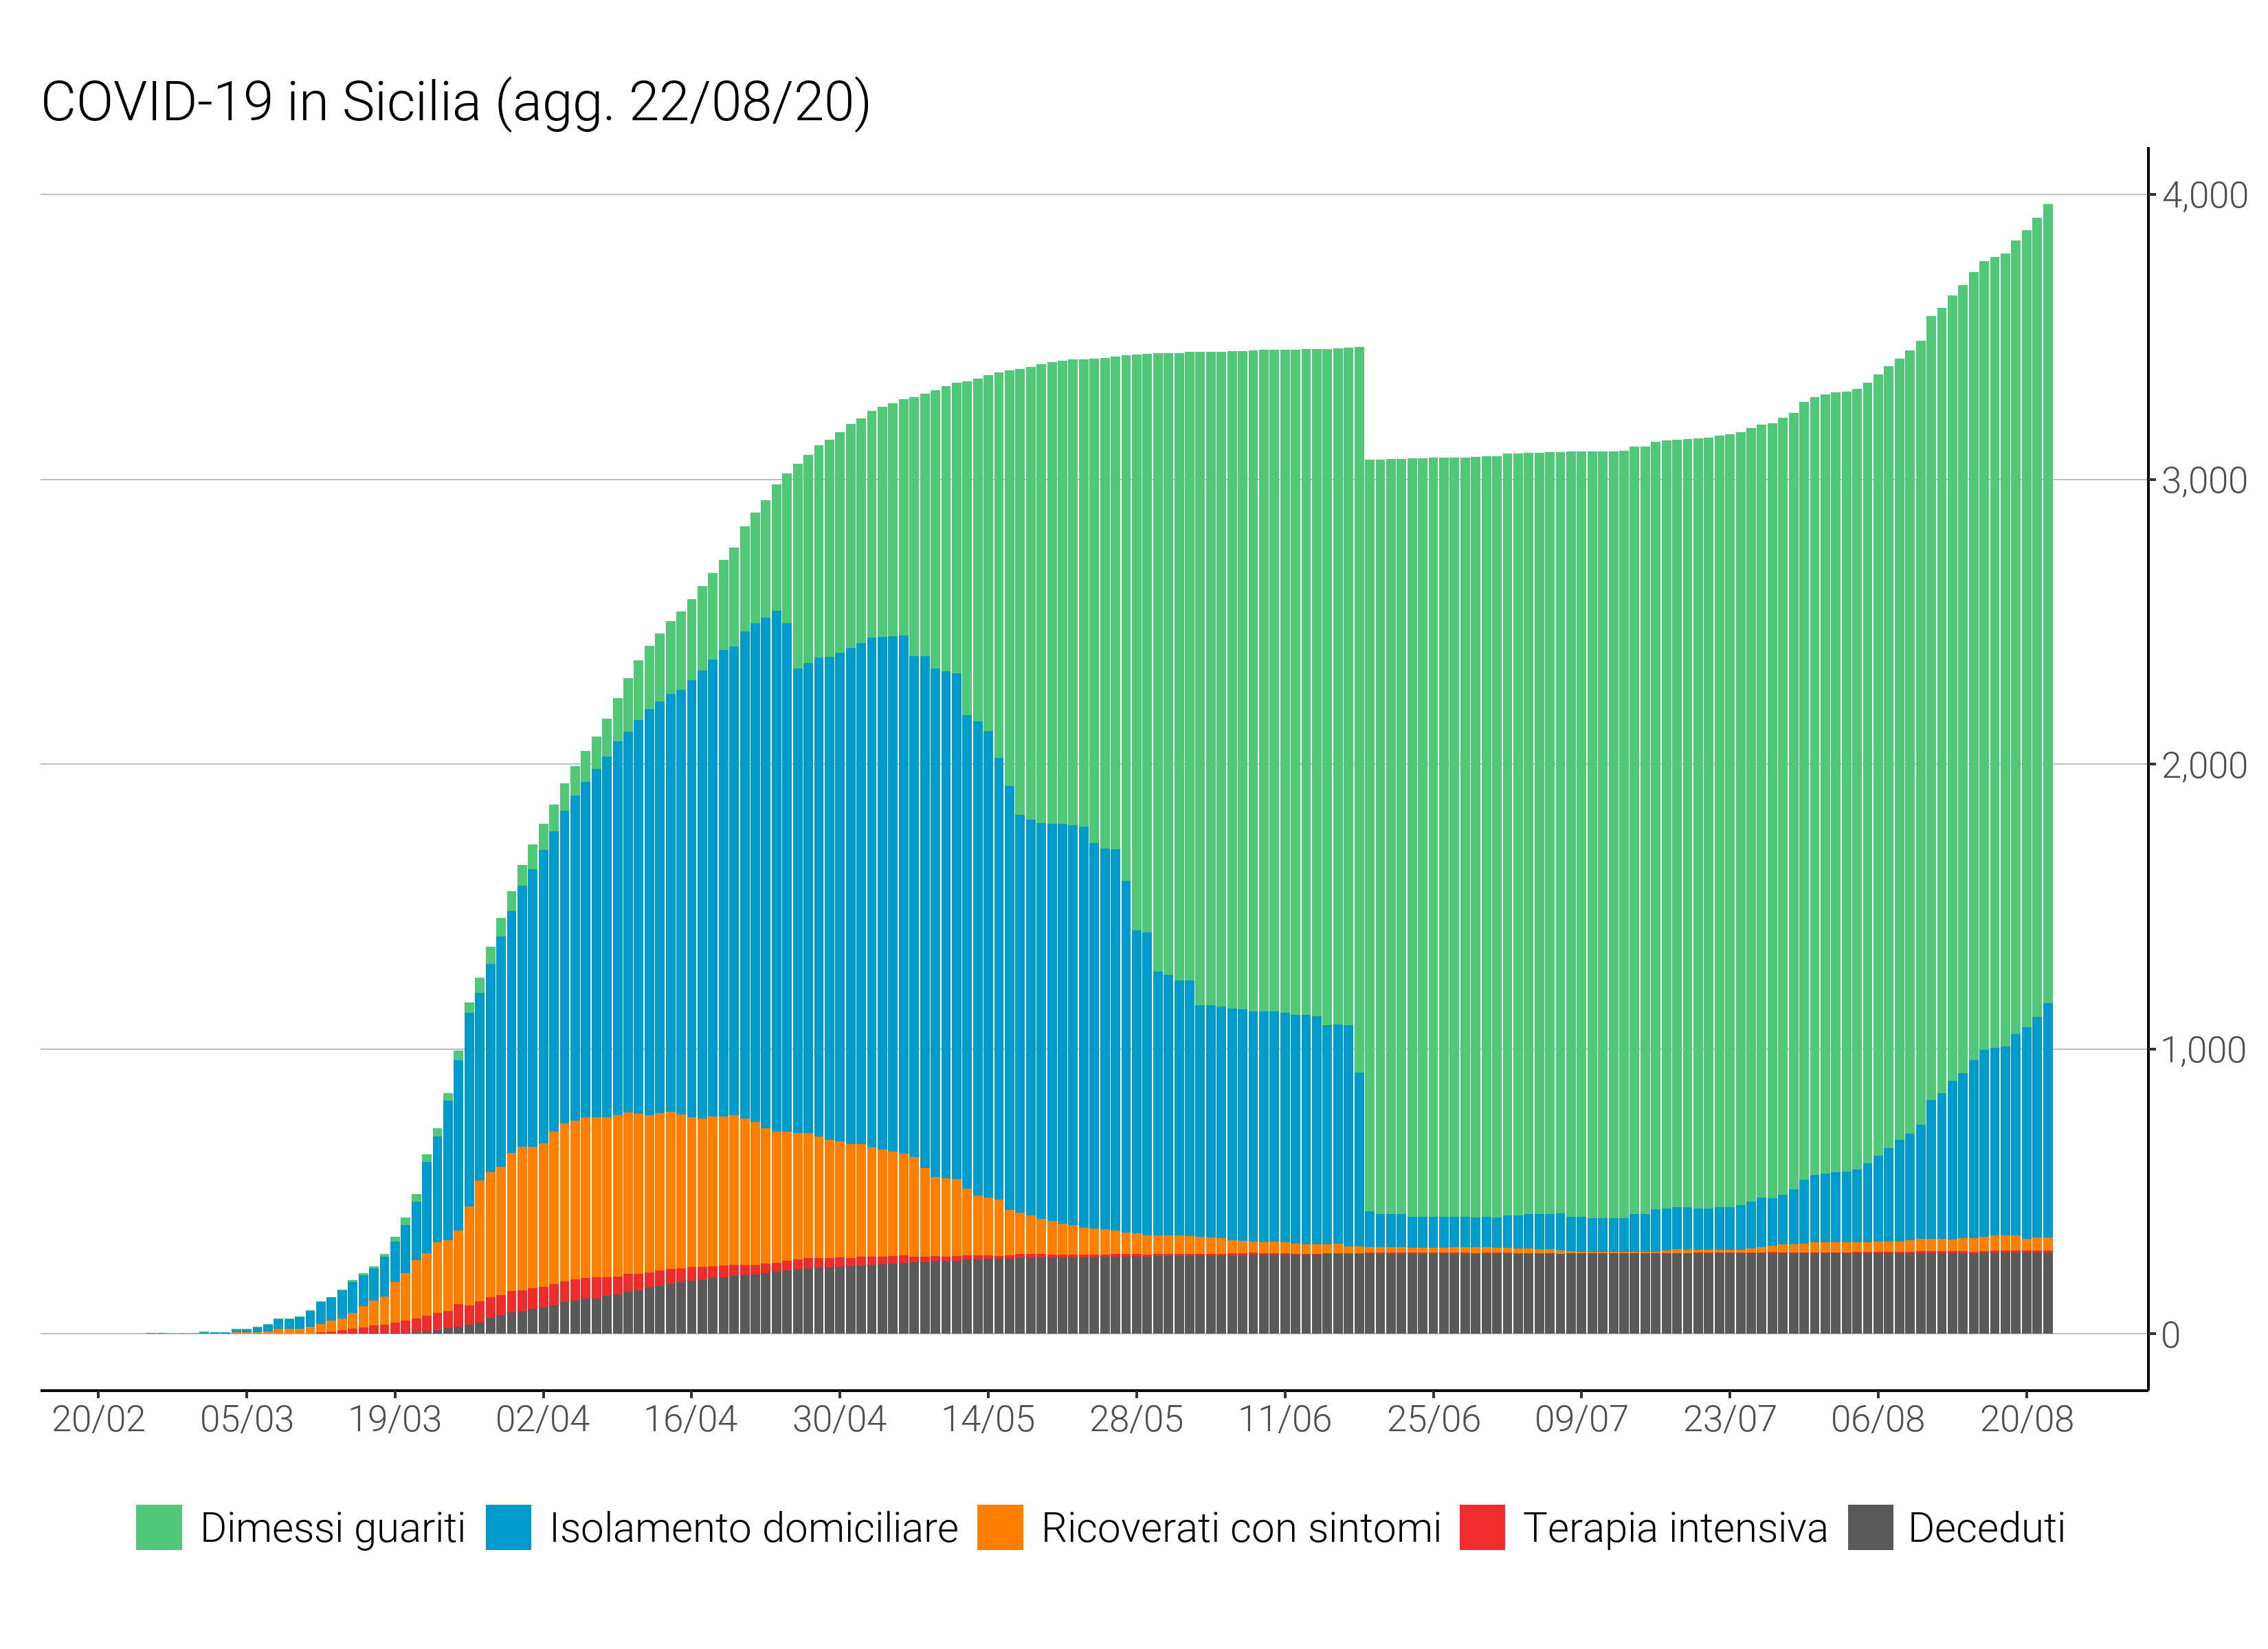 COVID-19 in Sicilia (agg. 22/08/20)
4,000
3,000
2,000
1,000
0
20/02 05/03 19/03 02/04 16/04 30/04 14/05 28/05 11/06 25/06 09/07 23/07 06/08 20/08
Dimessi guariti Isolamento domiciliare Ricoverati con sintomi Terapia intensiva Deceduti